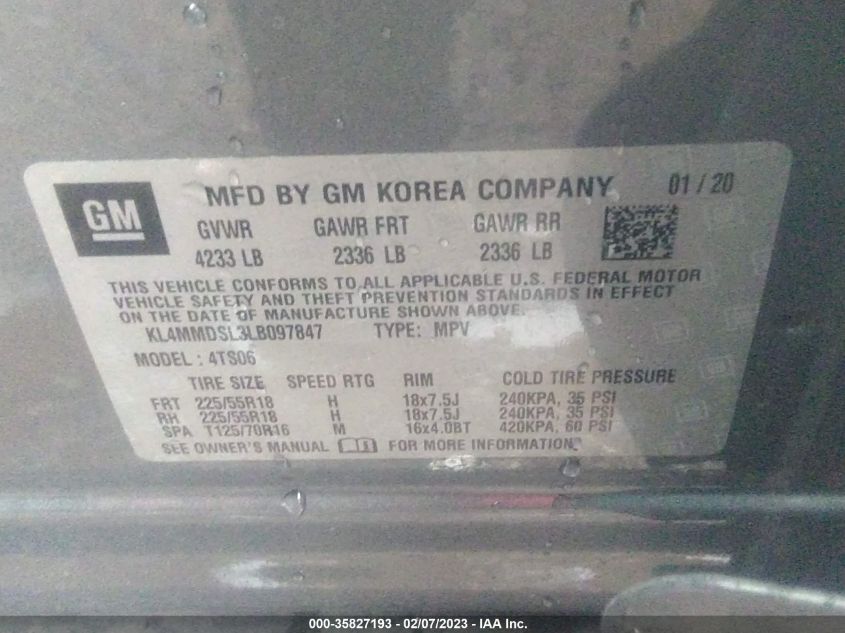 GM
MFD BY GM KOREA COMPANY 01/20
GVWR GAWR FRT GAWR RR
4233 LB 2336 LB 2336 LB
THIS VEHICLE CONFORMS TO ALL APPLICABLE U.S. FEDERAL MOTOR
VEHICLE SAFETY AND THEFT PREVENTION STANDARDS IN EFFECT
ON THE DATE OF MANUFACTURE SHOWN ABOVE.
KL4MMDSL3LB097847 TYPE: MPV
MODEL: 4TS06
TIRE SIZE SPEED RTG RIM COLD TIRE PRESSURE
FRT 225/55R18 H 18x7.5J 240KPA, 35 PSI
RR 225/55R18 H 18x7.5J 240KPA, 35 PSI
SPA T125/70R16 M 16x4.0BT 420KPA, 60 PSI
SEE OWNER'S MANUAL FOR MORE INFORMATION.
000-35827193 - 02/07/2023 - IAA Inc.